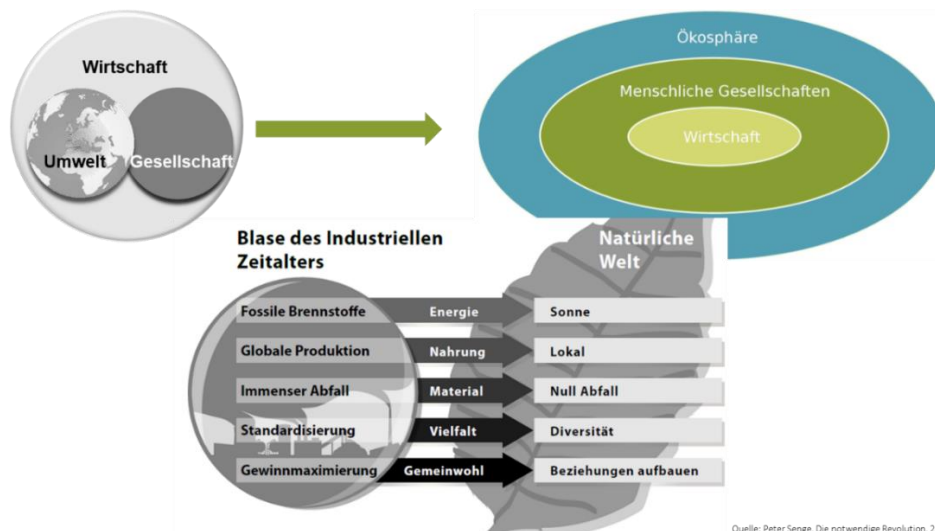 Wirtschaft
Umwelt
Gesellschaft
Ökosphäre
Menschliche Gesellschaften
Wirtschaft
Blase des Industriellen
Zeitalters
Natürliche
Welt
Fossile Brennstoffe Energie Sonne
Globale Produktion Nahrung Lokal
Immenser Abfall Material Null Abfall
Standardisierung Vielfalt Diversität
Gewinnmaximierung Gemeinwohl Beziehungen aufbauen
Quelle: Peter Senge, Die notwendige Revolution, 2